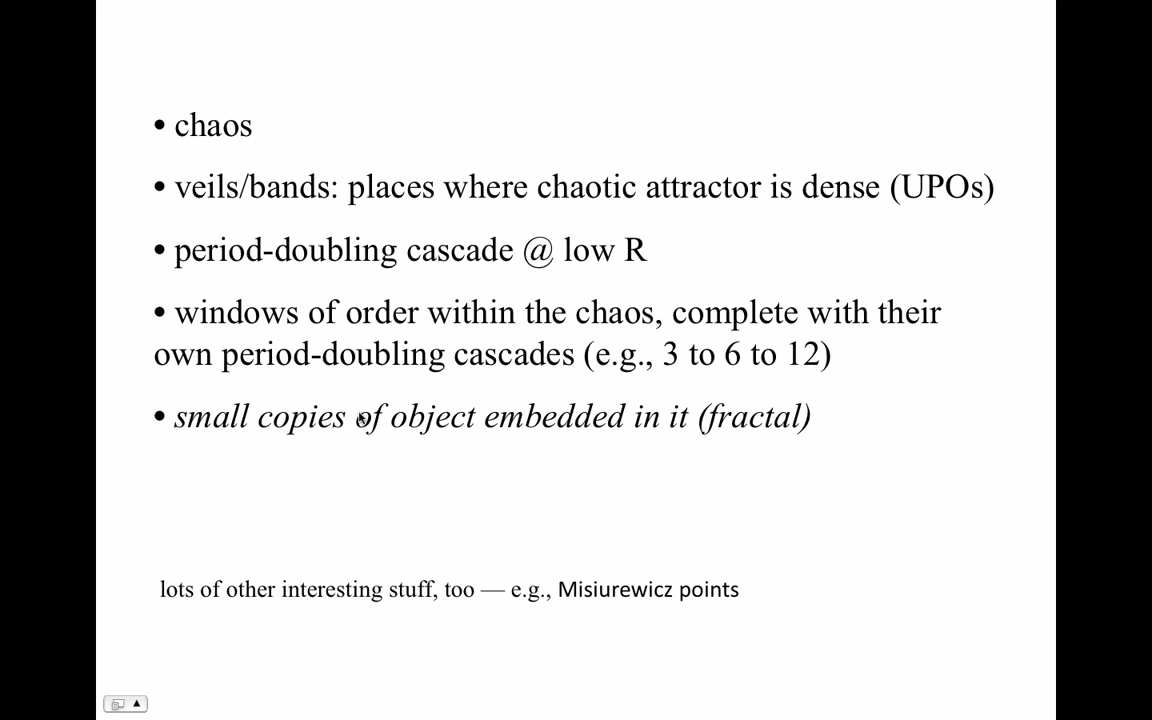 • chaos
• veils/bands: places where chaotic attractor is dense (UPOs)
• period-doubling cascade @ low R
• windows of order within the chaos, complete with their
own period-doubling cascades (e.g., 3 to 6 to 12)
• small copies of object embedded in it (fractal)
lots of other interesting stuff, too — e.g., Misiurewicz points